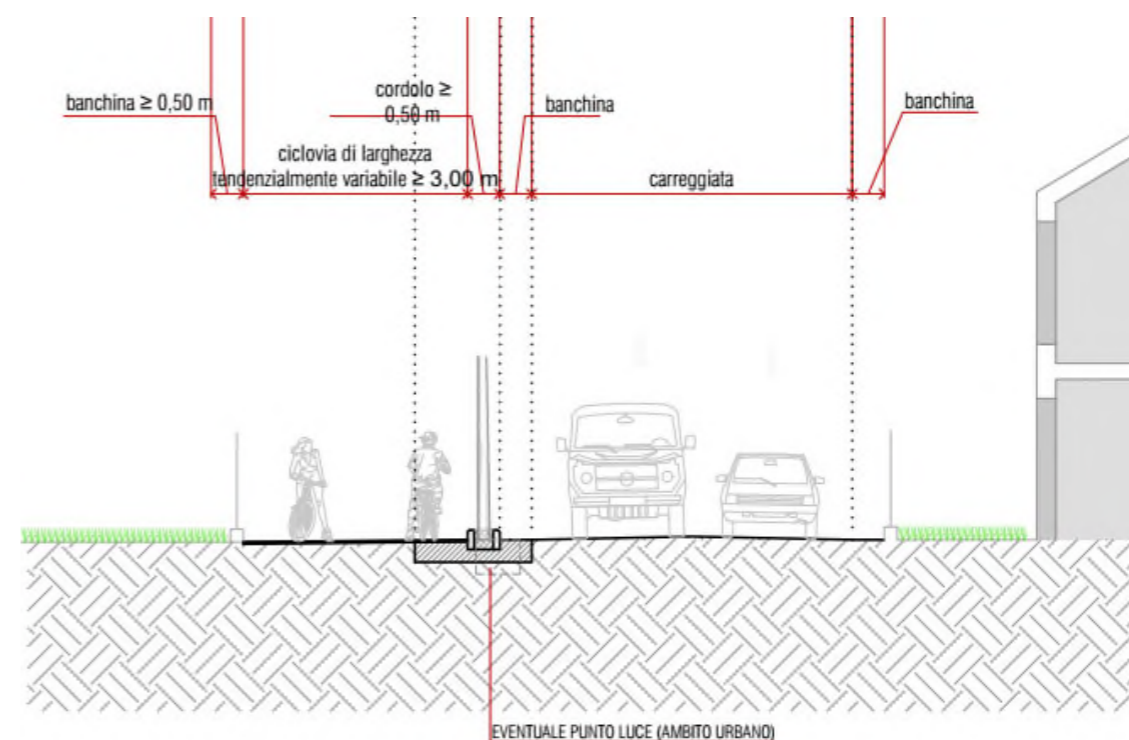 banchina ≥ 0,50 m
cordolo ≥
0,50 m
banchina
banchina
ciclovia di larghezza
tendenzialmente variabile ≥ 3,00 m
carreggiata
EVENTUALE PUNTO LUCE (AMBITO URBANO)